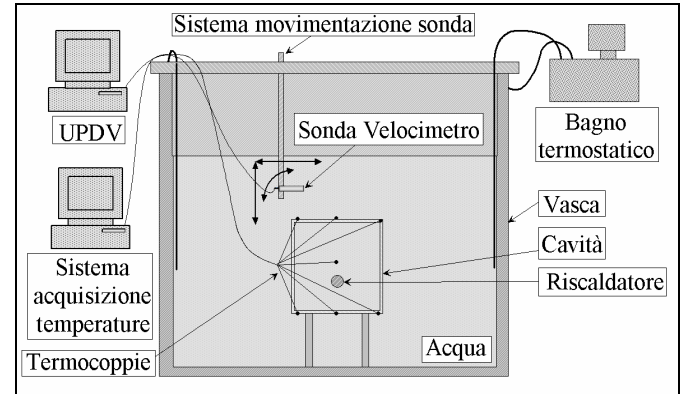 Sistema movimentazione sonda
UPDV
Sonda Velocimetro
Bagno
termostatico
Vasca
Cavità
Riscaldatore
Sistema
acquisizione
temperature
Termocoppie
Acqua